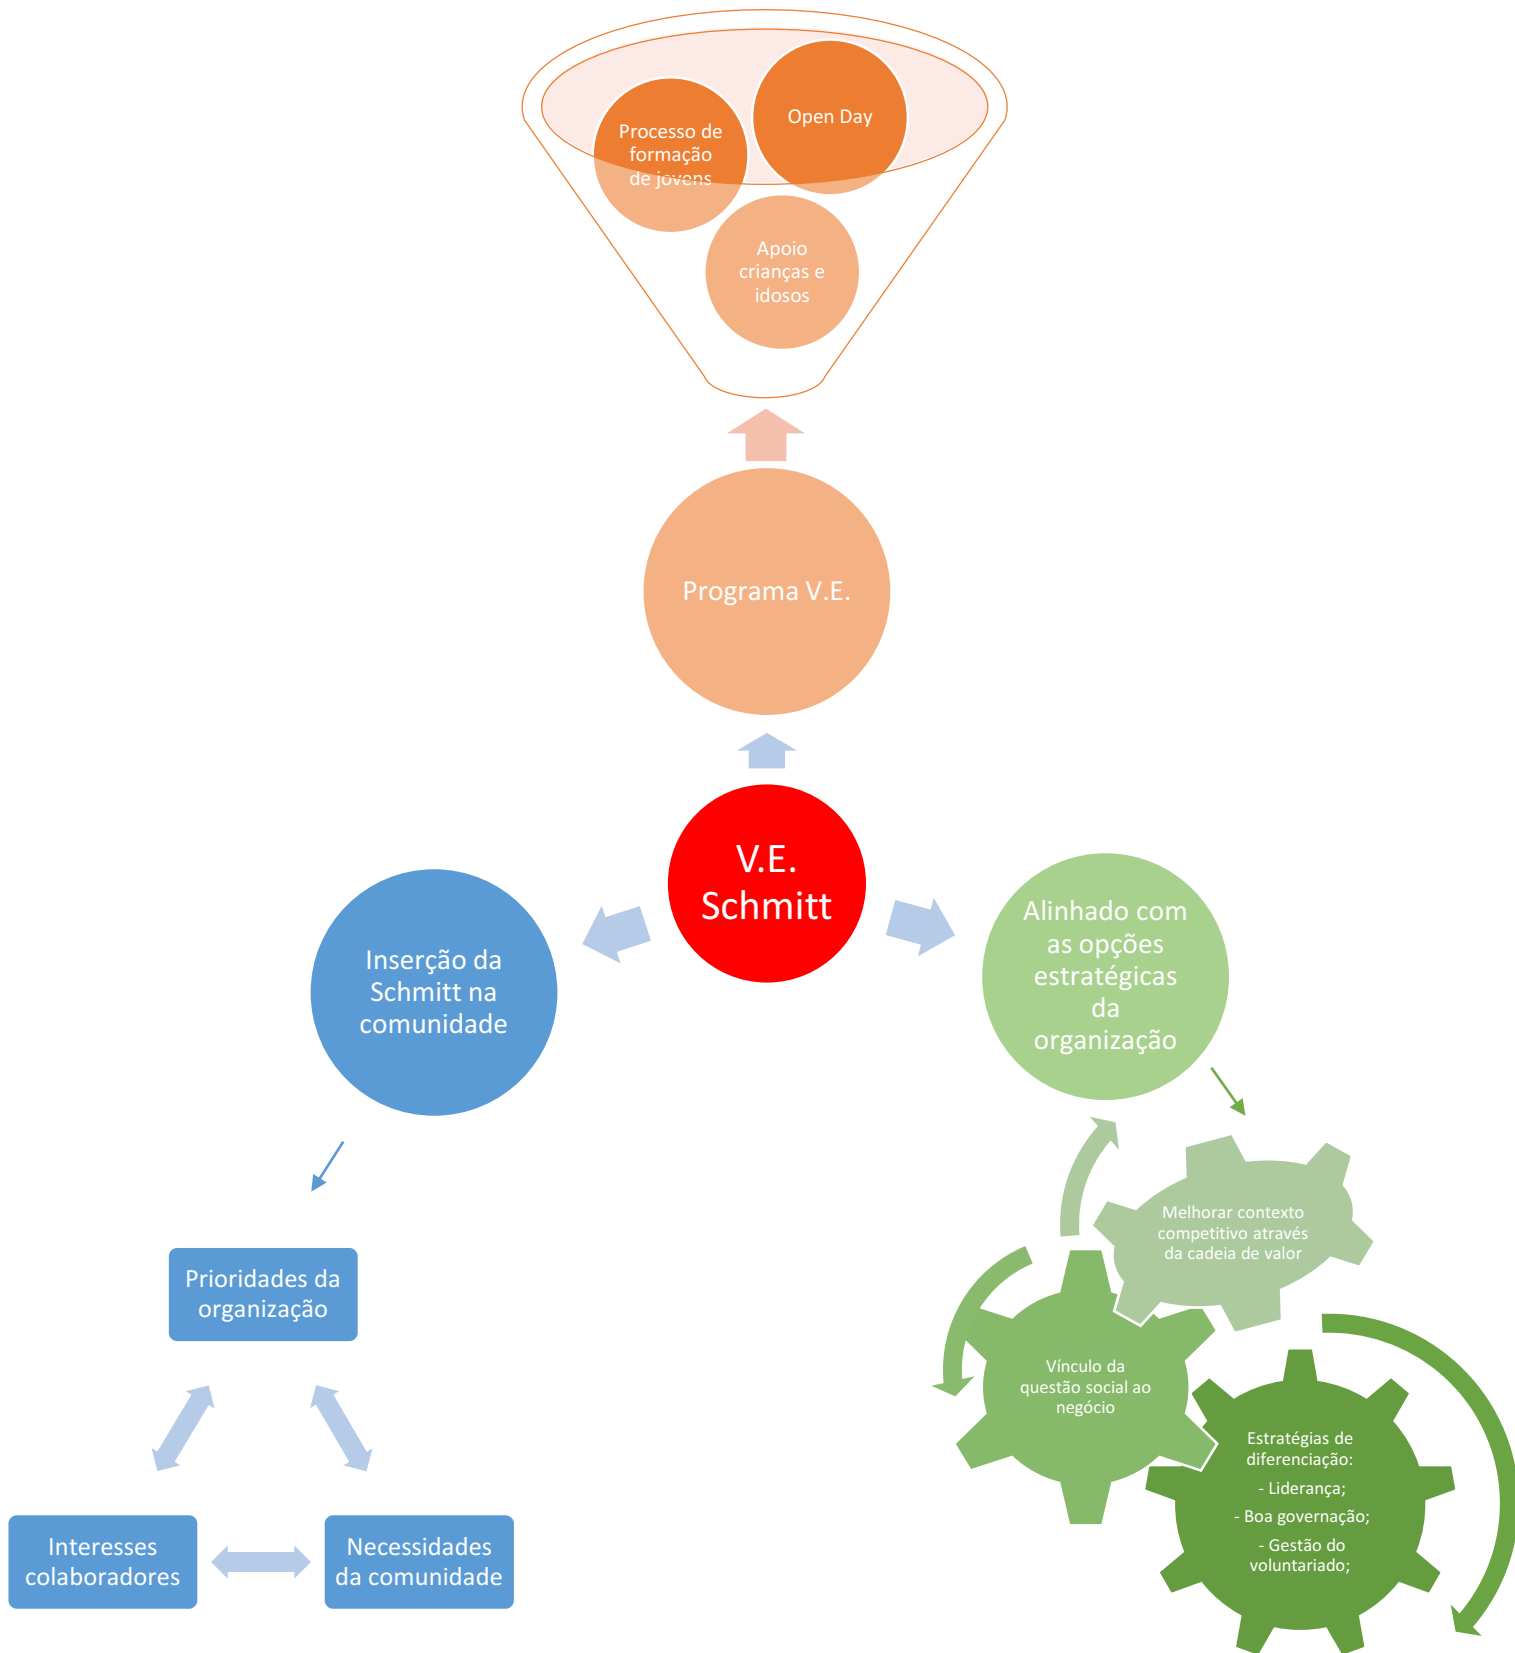 Processo de
formação
de jovens
Open Day
Apoio
crianças e
idosos
Programa V.E.
V.E.
Schmitt
Inserção da
Schmitt na
comunidade
Alinhado com
as opções
estratégicas
da
organização
Prioridades da
organização
Interesses
colaboradores
Necessidades
da comunidade
Melhorar contexto
competitivo através
da cadeia de valor
Vínculo da
questão social ao
negócio
Estratégias de
diferenciação:
- Liderança;
- Boa governação;
- Gestão do
voluntariado;